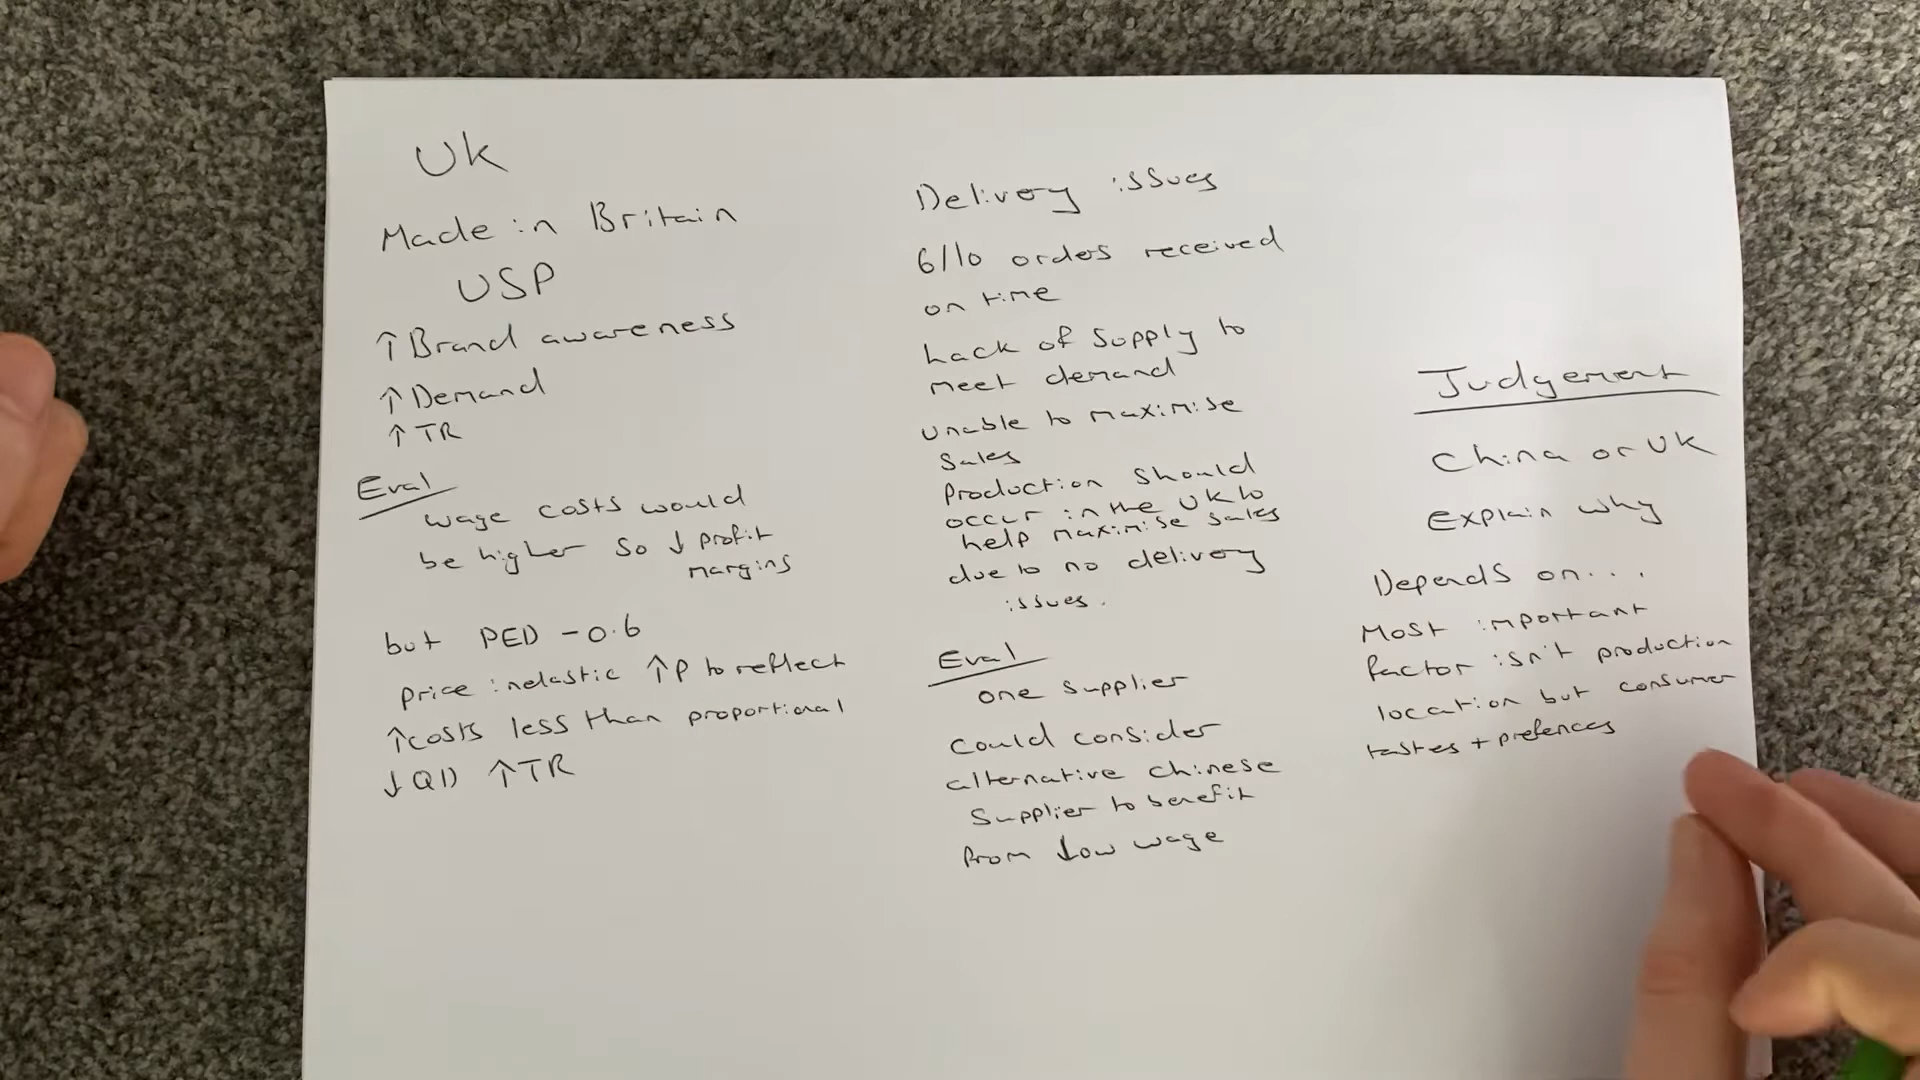 UK
Made in Britain
USP
↑ Brand awareness
↑ Demand
↑ TR
Eval
wage costs would
be higher so ↓ profit
margins
but PED -0.6
price inelastic ↑P to reflect
↑costs less than proportional
↓ QD ↑TR
Delivery issues
6/10 orders received
on time
Lack of supply to
meet demand
Unable to maximise
Sales
Production should
occur in the UK to
help maximise sales
due to no delivery
issues.
Eval
one supplier
Could consider
alternative chinese
Supplier to benefit
from low wage
Judgement
China or UK
explain why
Depends on...
Most important
factor isn't production
location but consumer
tastes + prefences